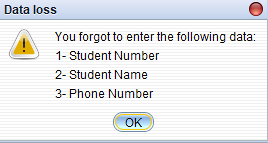 Data loss
You forgot to enter the following data:
1- Student Number
2- Student Name
3- Phone Number
OK